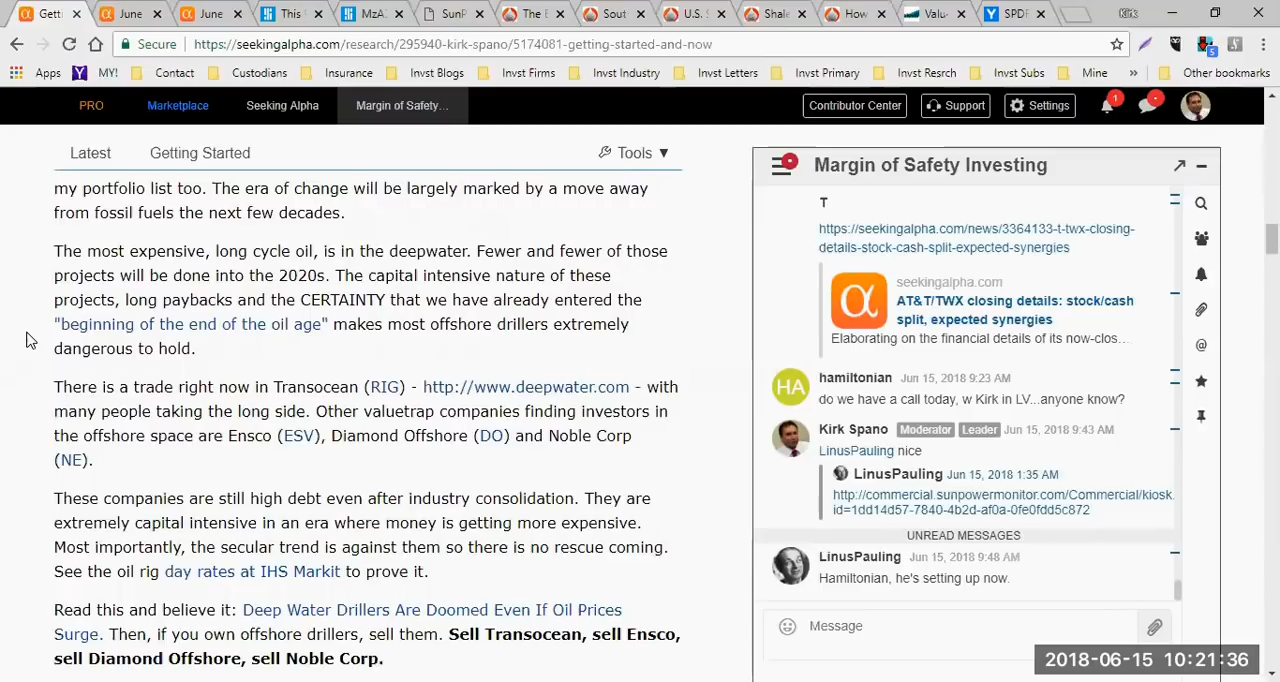 Getti
June
June
This 
MzA
SunP
The E
Sout
U.S. S
Shale
How
Valu-
SPDF
Kirk
Secure
https://seekingalpha.com/research/295940-kirk-spano/5174081-getting-started-and-now
5
Apps
MY!
Contact
Custodians
Insurance
Invst Blogs
Invst Firms
Invst Industry
Invst Letters
Invst Primary
Invst Resrch
Invst Subs
Mine
»
Other bookmarks
PRO
Marketplace
Seeking Alpha
Margin of Safety...
Contributor Center
Support
Settings
1
Latest
Getting Started
Tools ▼
my portfolio list too. The era of change will be largely marked by a move away
from fossil fuels the next few decades.
The most expensive, long cycle oil, is in the deepwater. Fewer and fewer of those
projects will be done into the 2020s. The capital intensive nature of these
projects, long paybacks and the CERTAINTY that we have already entered the
"beginning of the end of the oil age" makes most offshore drillers extremely
dangerous to hold.
There is a trade right now in Transocean (RIG) - http://www.deepwater.com - with
many people taking the long side. Other valuetrap companies finding investors in
the offshore space are Ensco (ESV), Diamond Offshore (DO) and Noble Corp
(NE).
These companies are still high debt even after industry consolidation. They are
extremely capital intensive in an era where money is getting more expensive.
Most importantly, the secular trend is against them so there is no rescue coming.
See the oil rig day rates at IHS Markit to prove it.
Read this and believe it: Deep Water Drillers Are Doomed Even If Oil Prices
Surge. Then, if you own offshore drillers, sell them. Sell Transocean, sell Ensco,
sell Diamond Offshore, sell Noble Corp.
Margin of Safety Investing
T
https://seekingalpha.com/news/3364133-t-twx-closing-
details-stock-cash-split-expected-synergies
seekingalpha.com
AT&T/TWX closing details: stock/cash
split, expected synergies
Elaborating on the financial details of its now-clos...
HA
hamiltonian Jun 15, 2018 9:23 AM
do we have a call today, w Kirk in LV...anyone know?
Kirk Spano Moderator Leader Jun 15, 2018 9:43 AM
LinusPauling nice
LinusPauling Jun 15, 2018 1:35 AM
http://commercial.sunpowermonitor.com/Commercial/kiosk.
id=1dd14d57-7840-4b2d-af0a-0fe0fdd5c872
UNREAD MESSAGES
LinusPauling Jun 15, 2018 9:48 AM
Hamiltonian, he's setting up now.
Message
2018-06-15 10:21:36